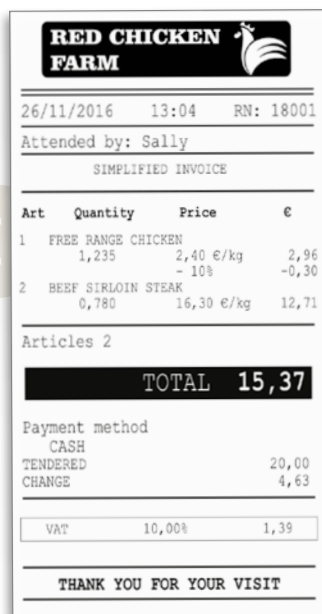 RED CHICKEN
FARM
26/11/2016 13:04 RN: 18001
Attended by: Sally
SIMPLIFIED INVOICE
Art Quantity Price €
1 FREE RANGE CHICKEN
1,235 2,40 €/kg 2,96
- 10% -0,30
2 BEEF SIRLOIN STEAK
0,780 16,30 €/kg 12,71
Articles 2
TOTAL 15,37
Payment method
CASH
TENDERED 20,00
CHANGE 4,63
VAT 10,00% 1,39
THANK YOU FOR YOUR VISIT